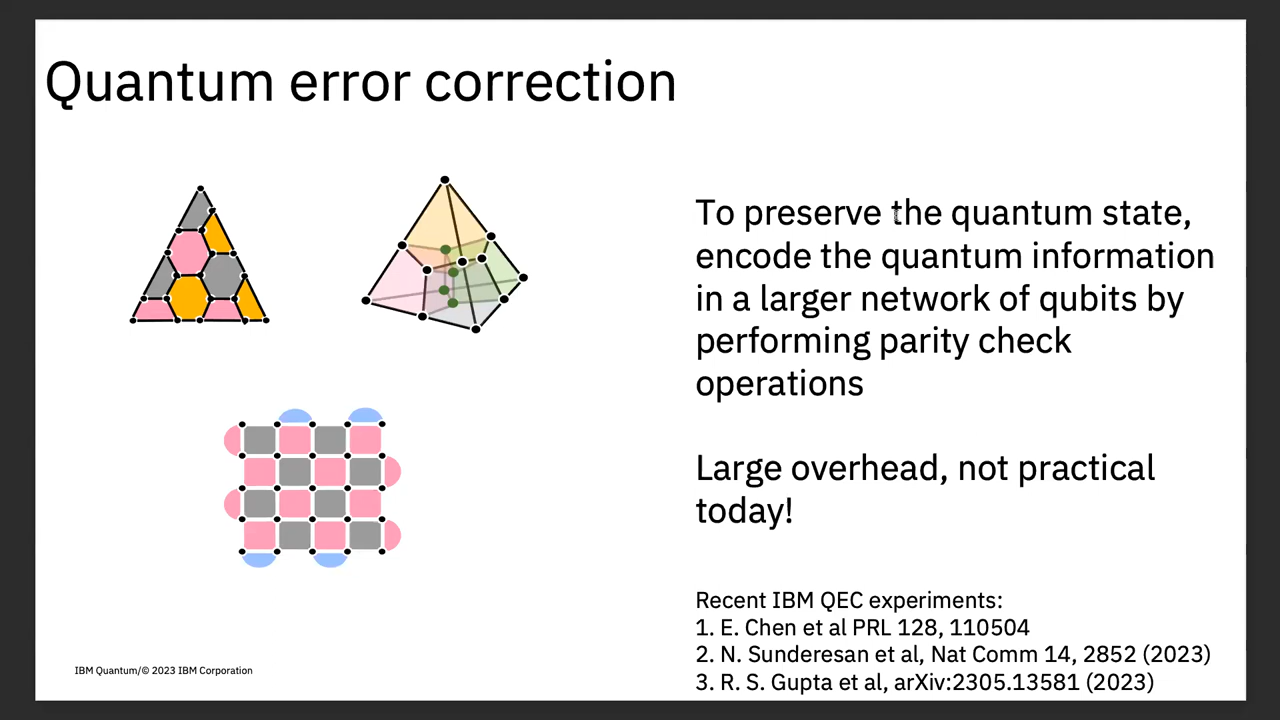 Quantum error correction
To preserve the quantum state,
encode the quantum information
in a larger network of qubits by
performing parity check
operations
Large overhead, not practical
today!
Recent IBM QEC experiments:
1. E. Chen et al PRL 128, 110504
2. N. Sunderesan et al, Nat Comm 14, 2852 (2023)
3. R. S. Gupta et al, arXiv:2305.13581 (2023)
IBM Quantum/© 2023 IBM Corporation